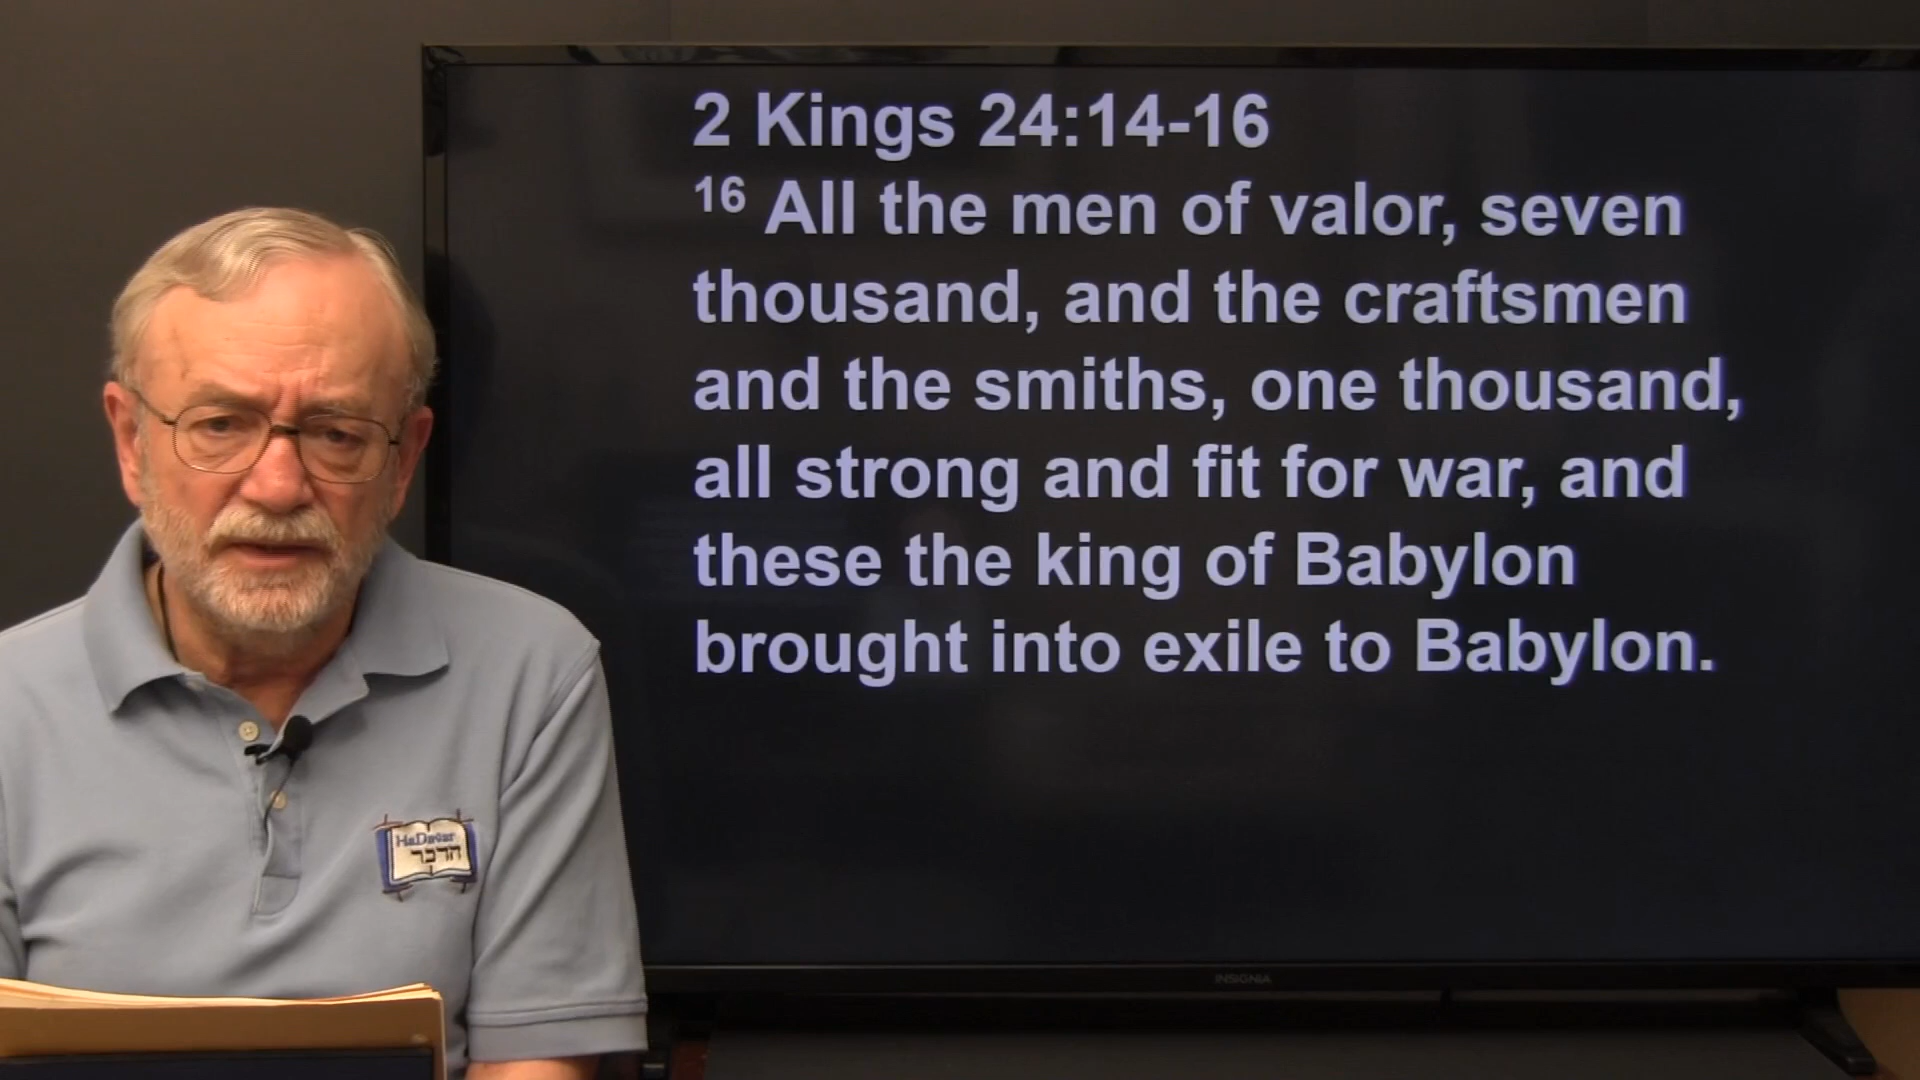 2 Kings 24:14-16
16 All the men of valor, seven
thousand, and the craftsmen
and the smiths, one thousand,
all strong and fit for war, and
these the king of Babylon
brought into exile to Babylon.
HaDavar
הדבר
INSIGNIA